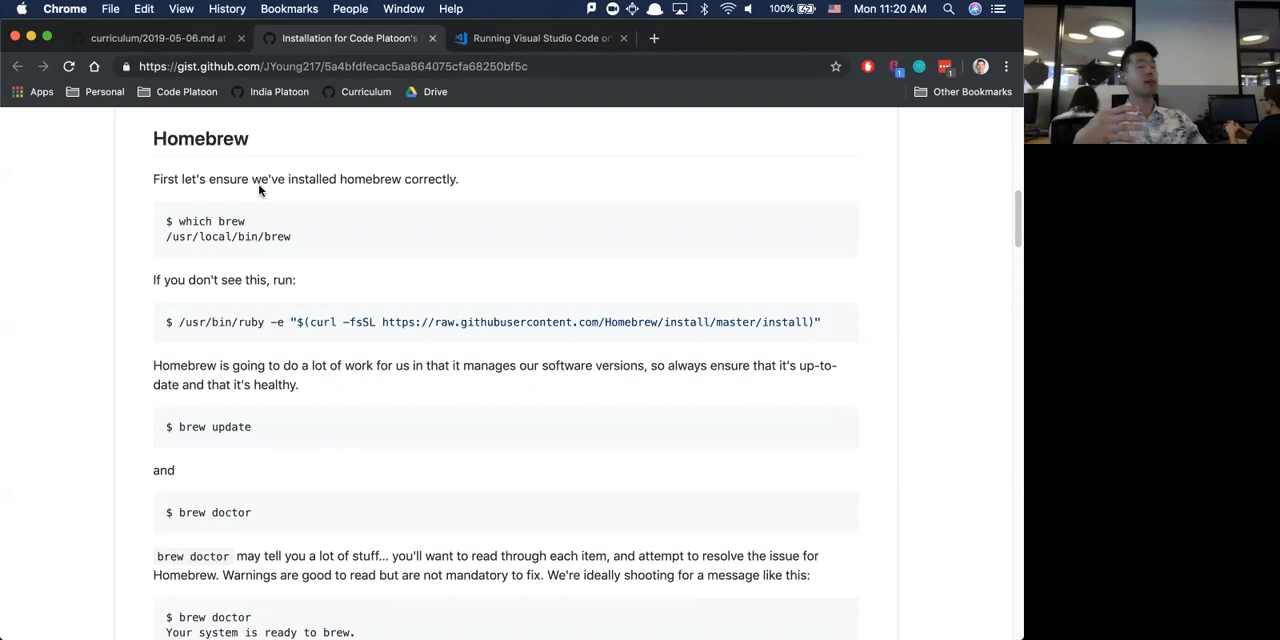 Chrome File Edit View History Bookmarks People Window Help 100% Mon 11:20 AM
curriculum/2019-05-06.md at Installation for Code Platoon's Running Visual Studio Code on
https://gist.github.com/JYoung217/5a4bfdfecac5aa864075cfa68250bf5c
Apps Personal Code Platoon India Platoon Curriculum Drive Other Bookmarks
Homebrew
First let's ensure we've installed homebrew correctly.
$ which brew
/usr/local/bin/brew
If you don't see this, run:
$ /usr/bin/ruby -e "$(curl -fsSL https://raw.githubusercontent.com/Homebrew/install/master/install)"
Homebrew is going to do a lot of work for us in that it manages our software versions, so always ensure that it's up-to-
date and that it's healthy.
$ brew update
and
$ brew doctor
brew doctor may tell you a lot of stuff... you'll want to read through each item, and attempt to resolve the issue for
Homebrew. Warnings are good to read but are not mandatory to fix. We're ideally shooting for a message like this:
$ brew doctor
Your system is ready to brew.